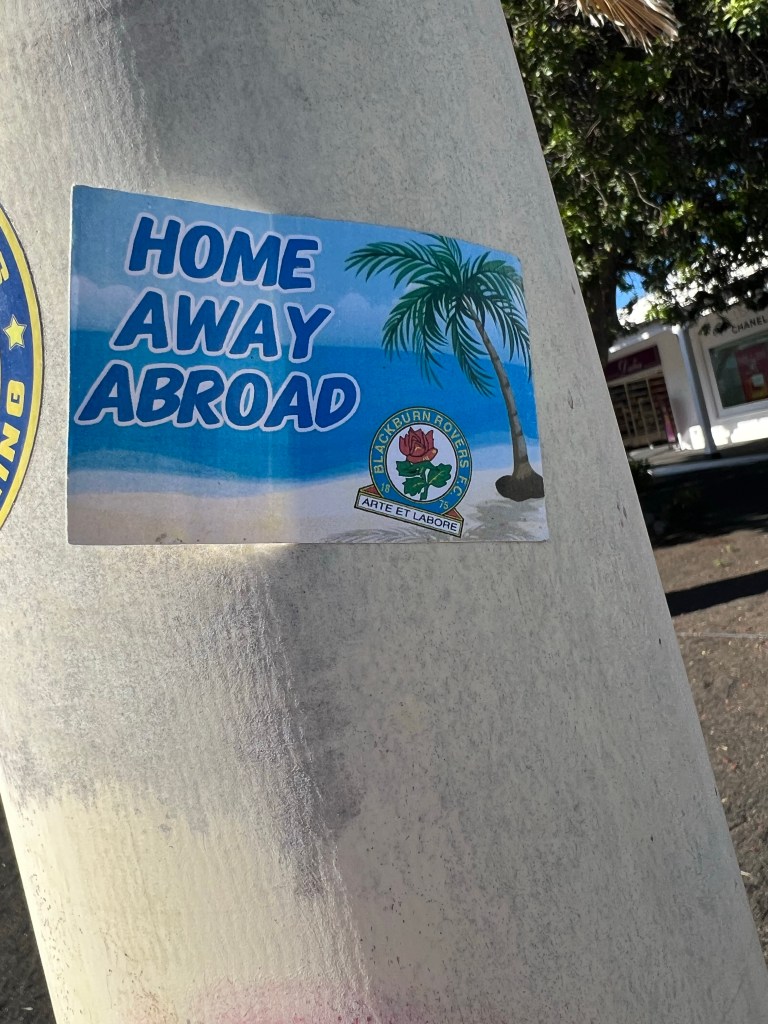 HOME
AWAY
ABROAD
BLACKBURN ROVERS F.C.
18 75
ARTE ET LABORE
CHANEL